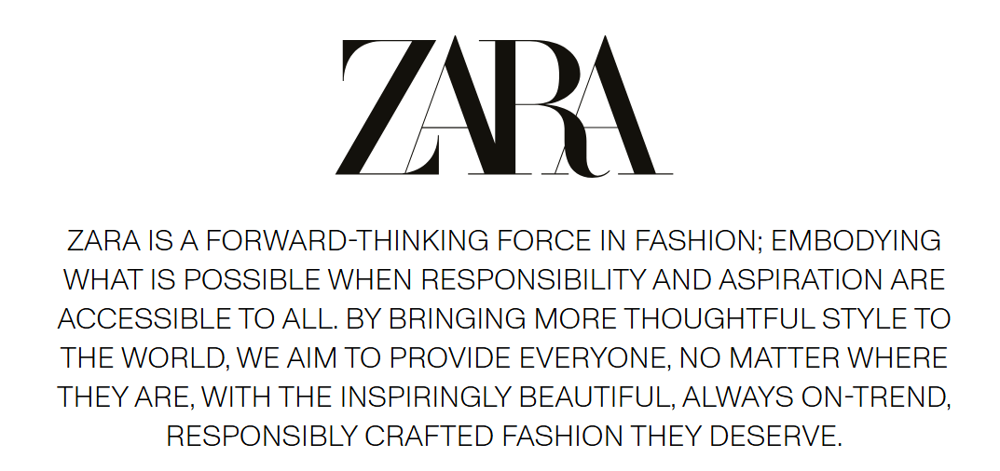 ZARA
ZARA IS A FORWARD-THINKING FORCE IN FASHION; EMBODYING
WHAT IS POSSIBLE WHEN RESPONSIBILITY AND ASPIRATION ARE
ACCESSIBLE TO ALL. BY BRINGING MORE THOUGHTFUL STYLE TO
THE WORLD, WE AIM TO PROVIDE EVERYONE, NO MATTER WHERE
THEY ARE, WITH THE INSPIRINGLY BEAUTIFUL, ALWAYS ON-TREND,
RESPONSIBLY CRAFTED FASHION THEY DESERVE.